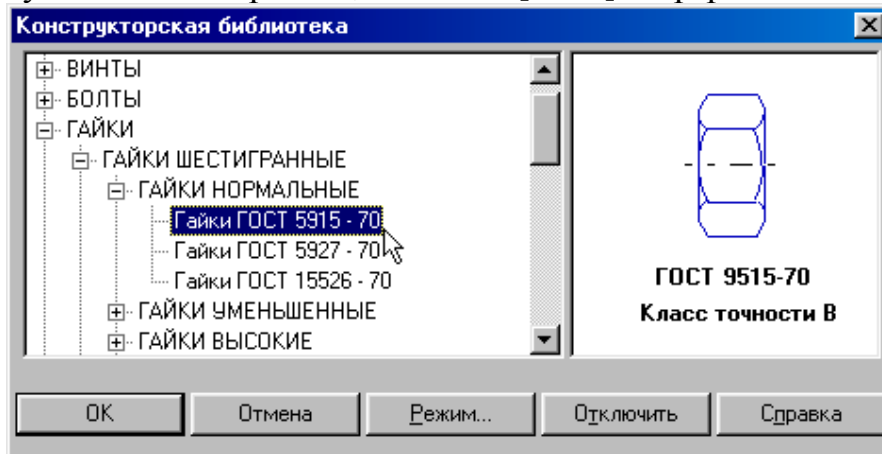 Конструкторская библиотека
ВИНТЫ
БОЛТЫ
ГАЙКИ
ГАЙКИ ШЕСТИГРАННЫЕ
ГАЙКИ НОРМАЛЬНЫЕ
Гайки ГОСТ 5915 - 70
Гайки ГОСТ 5927 - 70
Гайки ГОСТ 15526 - 70
ГАЙКИ УМЕНЬШЕННЫЕ
ГАЙКИ ВЫСОКИЕ
ГОСТ 9515-70
Класс точности В
OK
Отмена
Режим...
Отключить
Справка